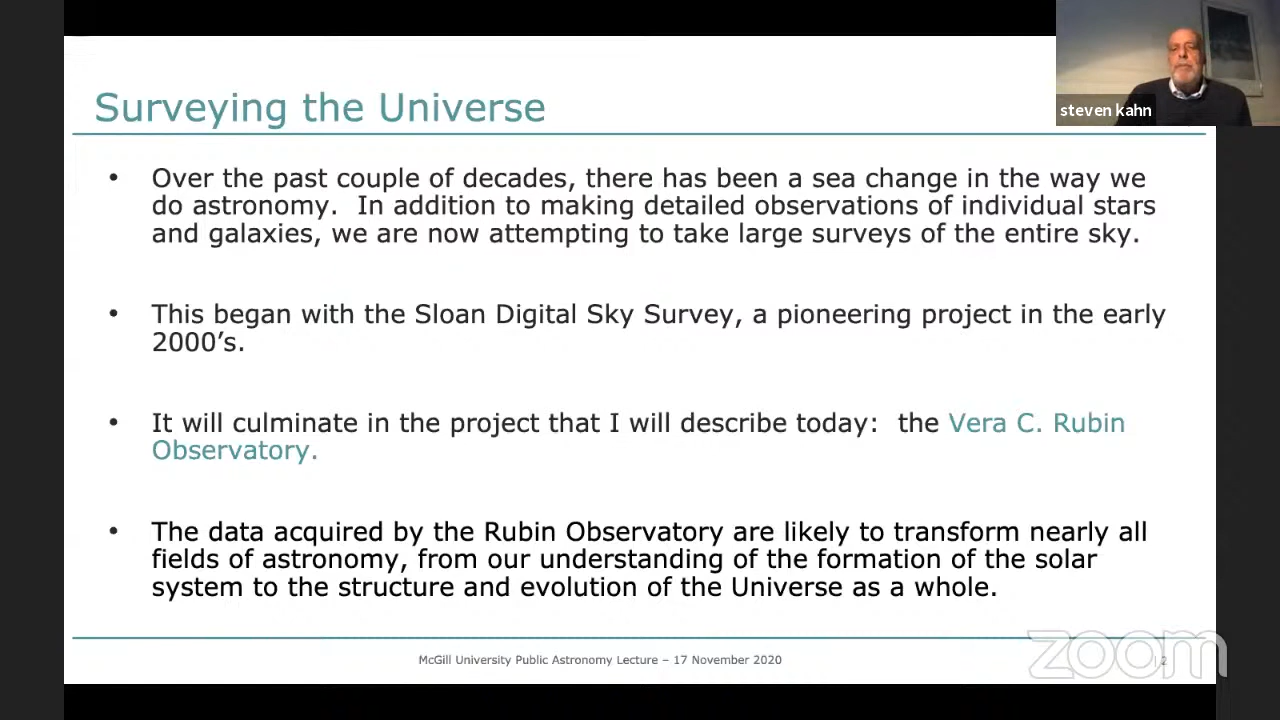 steven kahn
Surveying the Universe
• Over the past couple of decades, there has been a sea change in the way we
do astronomy.  In addition to making detailed observations of individual stars
and galaxies, we are now attempting to take large surveys of the entire sky.
• This began with the Sloan Digital Sky Survey, a pioneering project in the early
2000’s.
• It will culminate in the project that I will describe today:  the Vera C. Rubin
Observatory.
• The data acquired by the Rubin Observatory are likely to transform nearly all
fields of astronomy, from our understanding of the formation of the solar
system to the structure and evolution of the Universe as a whole.
McGill University Public Astronomy Lecture – 17 November 2020
| 2
zoom